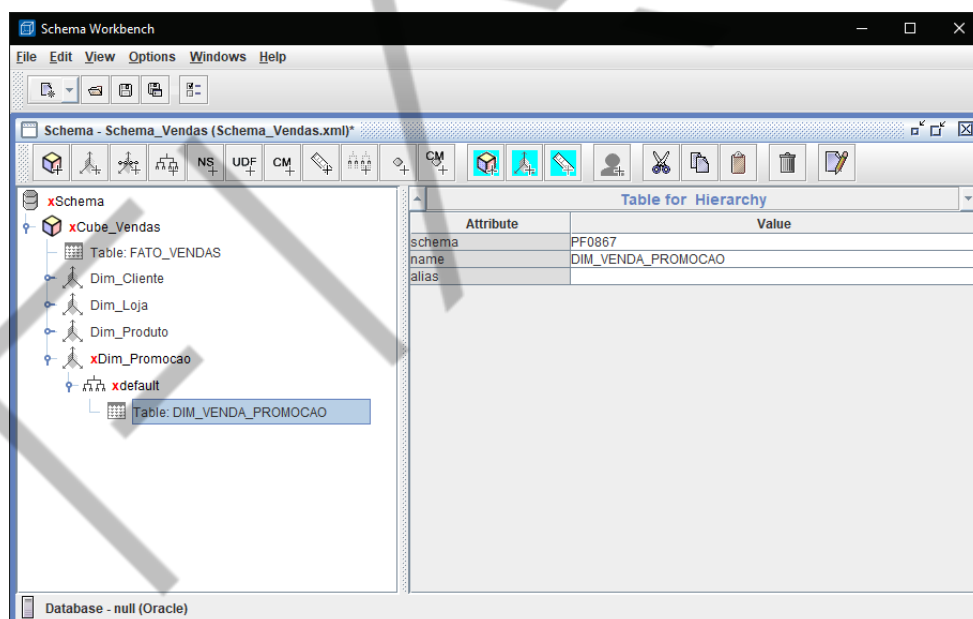 Schema Workbench
File Edit View Options Windows Help
Schema - Schema_Vendas (Schema_Vendas.xml)*
NS UDF CM CM
xSchema
xCube_Vendas
Table: FATO_VENDAS
Dim_Cliente
Dim_Loja
Dim_Produto
xDim_Promocao
xdefault
Table: DIM_VENDA_PROMOCAO
Table for Hierarchy
Attribute Value
schema PF0867
name DIM_VENDA_PROMOCAO
alias
Database - null (Oracle)